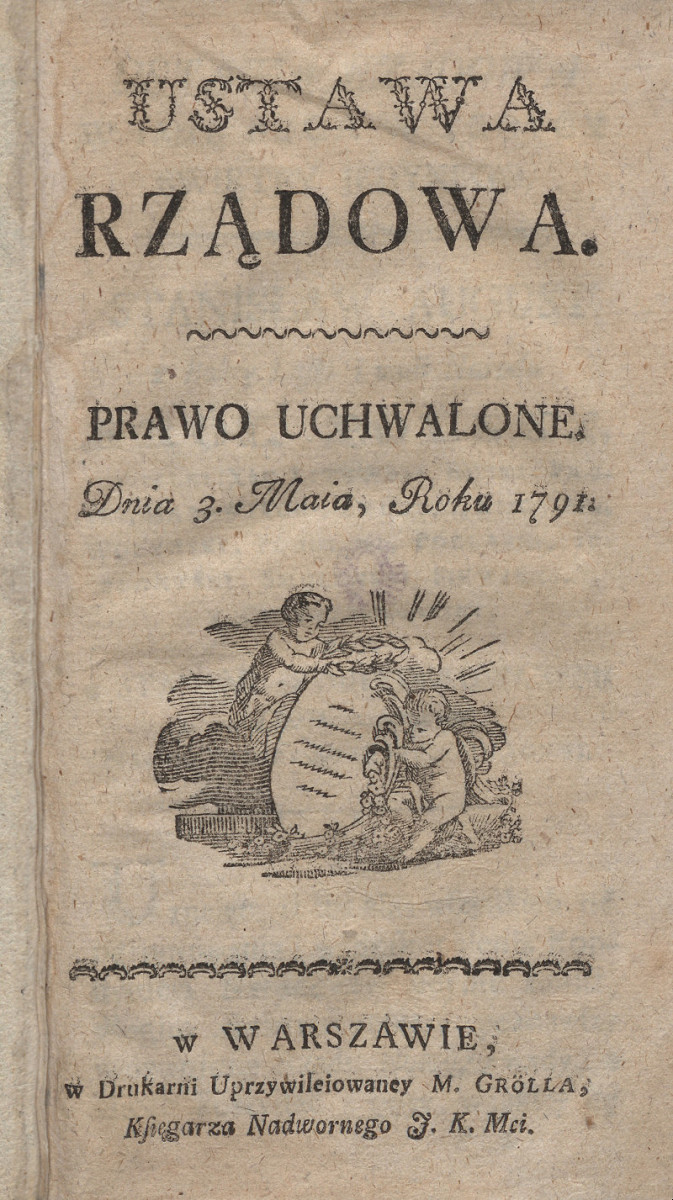 USTAWA
RZĄDOWA.
PRAWO UCHWALONE.
Dnia 3. Maia, Roku 1791.
w WARSZAWIE,
w Drukarni Uprzywileiowaney M. GRÖLLA,
Kſięgarza Nadwornego J. K. Mci.